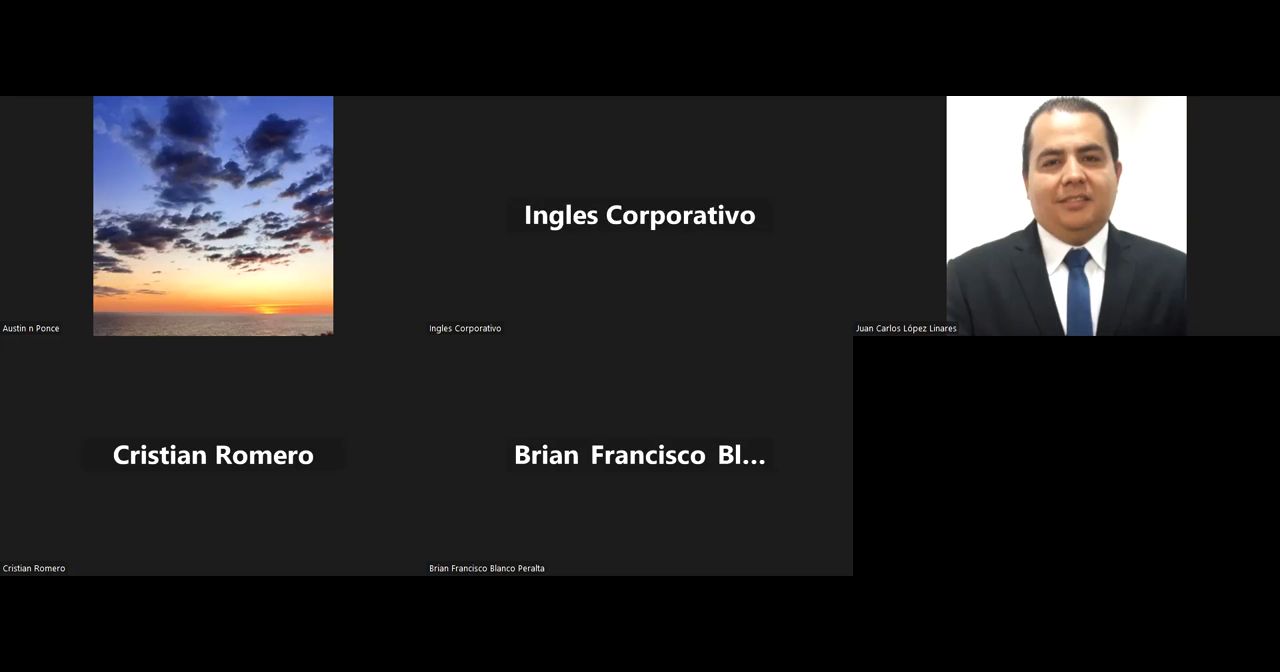 Ingles Corporativo
Austin n Ponce
Ingles Corporativo
Juan Carlos López Linares
Cristian Romero
Brian Francisco Bl...
Cristian Romero
Brian Francisco Blanco Peralta